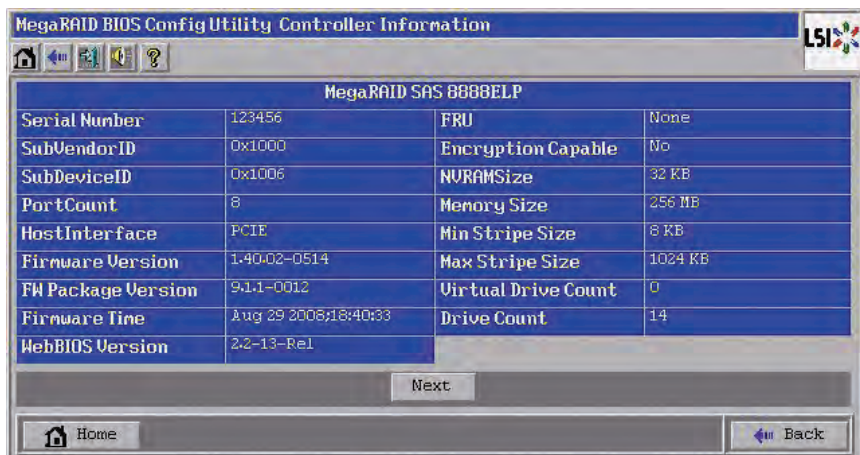 MegaRAID BIOS Config Utility Controller Information
LSI
MegaRAID SAS 8888ELP
Serial Number 123456 FRU None
SubVendorID 0x1000 Encryption Capable No
SubDeviceID 0x1006 NVRAMSize 32 KB
PortCount 8 Memory Size 256 MB
HostInterface PCIE Min Stripe Size 8 KB
Firmware Version 1.40.02-0514 Max Stripe Size 1024 KB
FW Package Version 9.1.1-0012 Virtual Drive Count 0
Firmware Time Aug 29 2008;18:40:33 Drive Count 14
WebBIOS Version 2.2-13-Rel
Next
Home Back